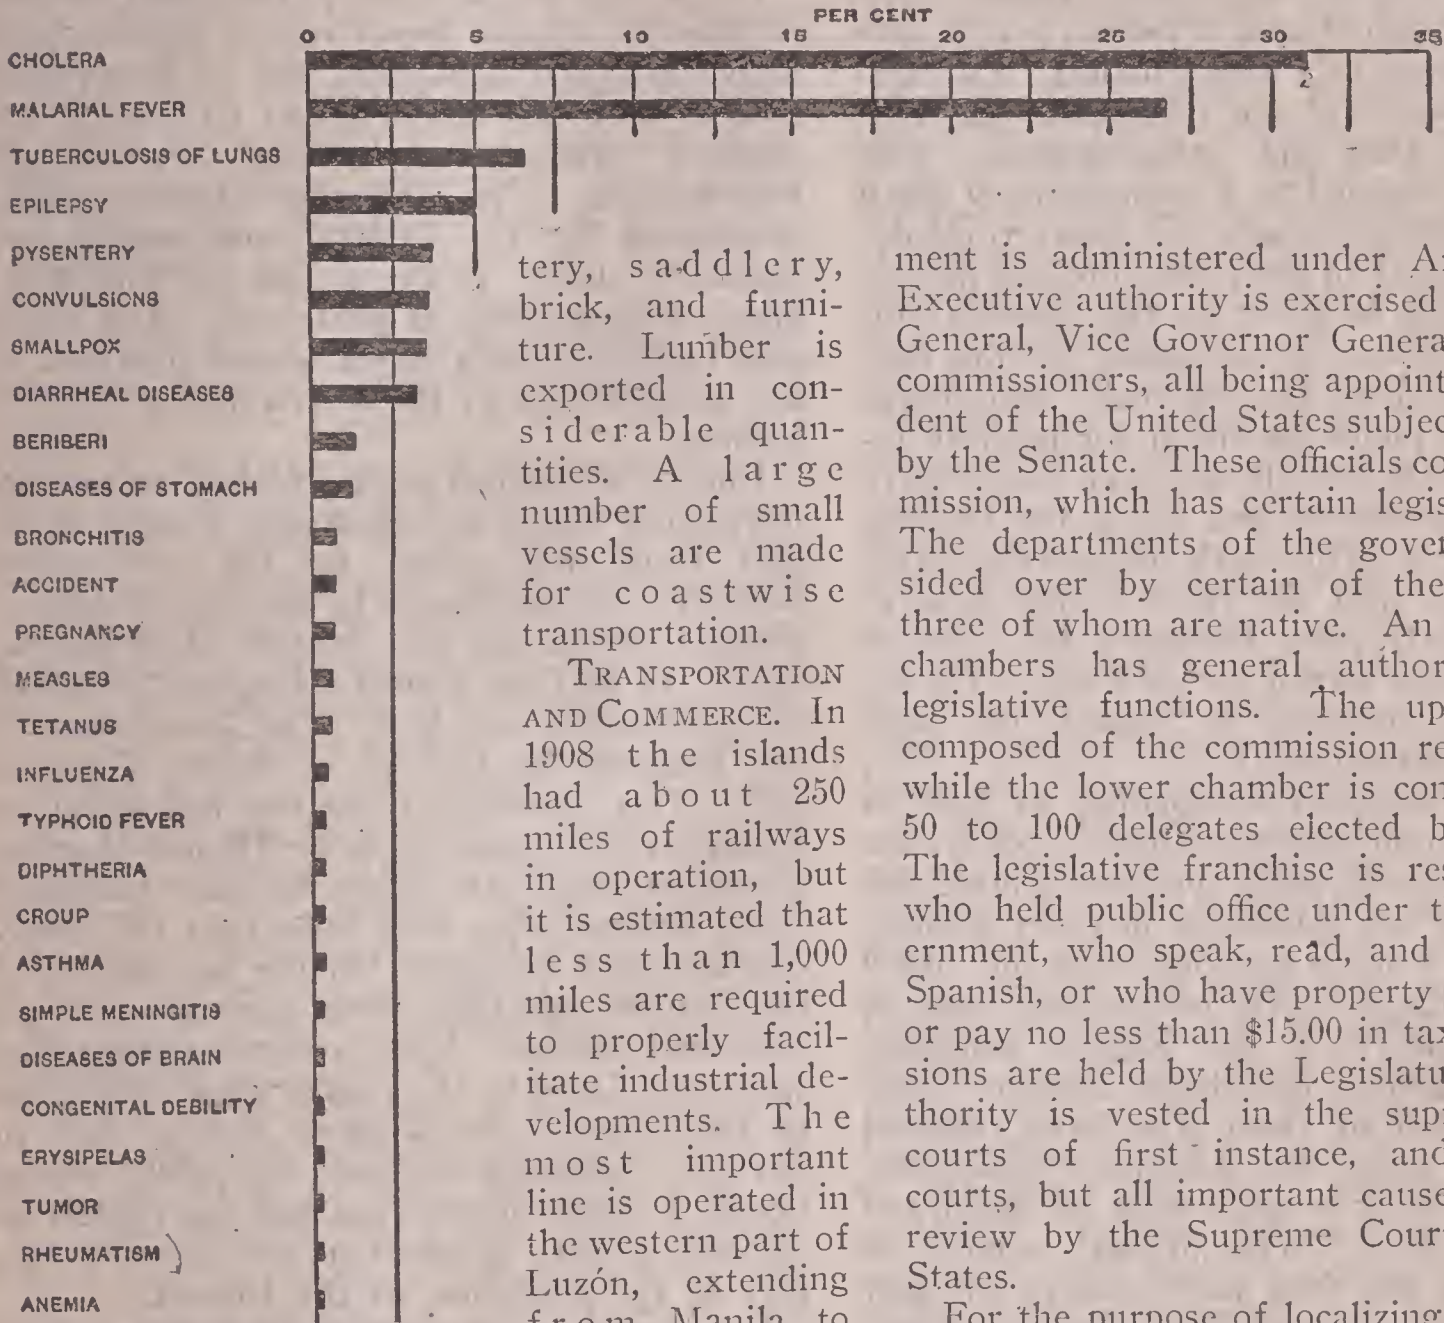 PER CENT
0 5 10 15 20 25 30 35
CHOLERA
MALARIAL FEVER
TUBERCULOSIS OF LUNGS
EPILEPSY
DYSENTERY
CONVULSIONS
SMALLPOX
DIARRHEAL DISEASES
BERIBERI
DISEASES OF STOMACH
BRONCHITIS
ACCIDENT
PREGNANCY
MEASLES
TETANUS
INFLUENZA
TYPHOID FEVER
DIPHTHERIA
CROUP
ASTHMA
SIMPLE MENINGITIS
DISEASES OF BRAIN
CONGENITAL DEBILITY
ERYSIPELAS
TUMOR
RHEUMATISM
ANEMIA
tery, saddlery,
brick, and furni-
ture. Lumber is
exported in con-
siderable quan-
tities. A large
number of small
vessels are made
for coastwise
transportation.
TRANSPORTATION
AND COMMERCE. In
1908 the islands
had about 250
miles of railways
in operation, but
it is estimated that
less than 1,000
miles are required
to properly facil-
itate industrial de-
velopments. The
most important
line is operated in
the western part of
Luzón, extending
from Manila to
ment is administered under
Executive authority is exercised
General, Vice Governor Genera
commissioners, all being appoint
dent of the United States subjec
by the Senate. These officials co
mission, which has certain legis
The departments of the gover
sided over by certain of the
three of whom are native. An
chambers has general author
legislative functions. The up
composed of the commission re
while the lower chamber is con
50 to 100 delegates elected b
The legislative franchise is res
who held public office under t
ernment, who speak, read, and
Spanish, or who have property
or pay no less than $15.00 in tax
sions are held by the Legislatu
thority is vested in the sup
courts of first instance, and
courts, but all important cause
review by the Supreme Cour
States.
For the purpose of localizing